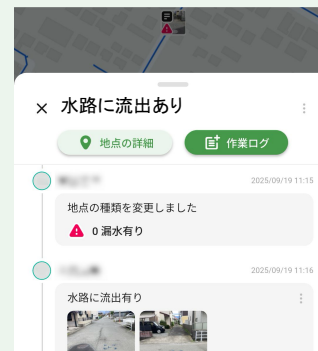 × 水路に流出あり
地点の詳細
作業ログ
2025/09/19 11:15
地点の種類を変更しました
0 漏水有り
2025/09/19 11:16
水路に流出有り